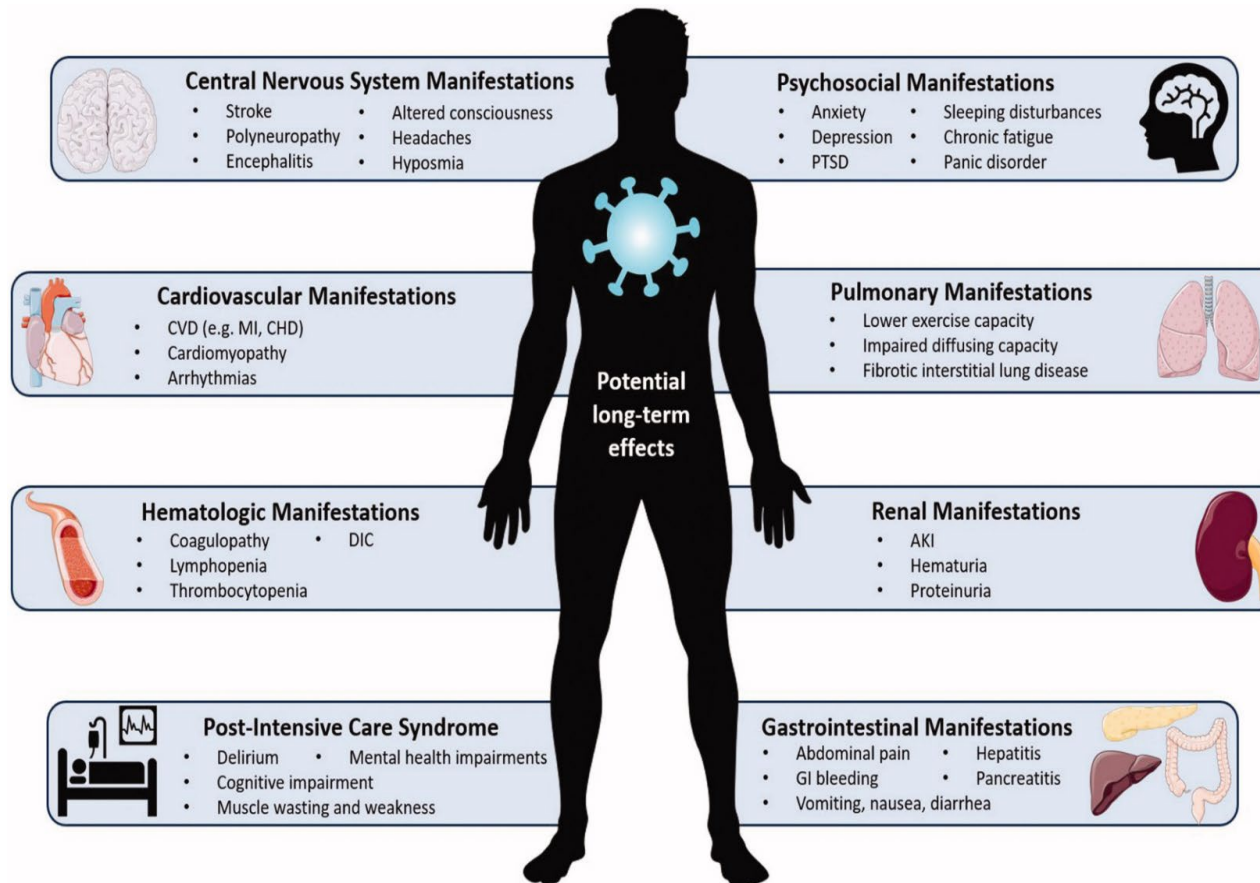 Central Nervous System Manifestations
• Stroke
• Polyneuropathy
• Encephalitis
• Altered consciousness
• Headaches
• Hyposmia
Psychosocial Manifestations
• Anxiety
• Depression
• PTSD
• Sleeping disturbances
• Chronic fatigue
• Panic disorder
Cardiovascular Manifestations
• CVD (e.g. MI, CHD)
• Cardiomyopathy
• Arrhythmias
Pulmonary Manifestations
• Lower exercise capacity
• Impaired diffusing capacity
• Fibrotic interstitial lung disease
Potential
long-term
effects
Hematologic Manifestations
• Coagulopathy
• Lymphopenia
• Thrombocytopenia
• DIC
Renal Manifestations
• AKI
• Hematuria
• Proteinuria
Post-Intensive Care Syndrome
• Delirium
• Mental health impairments
• Cognitive impairment
• Muscle wasting and weakness
Gastrointestinal Manifestations
• Abdominal pain
• Hepatitis
• GI bleeding
• Pancreatitis
• Vomiting, nausea, diarrhea